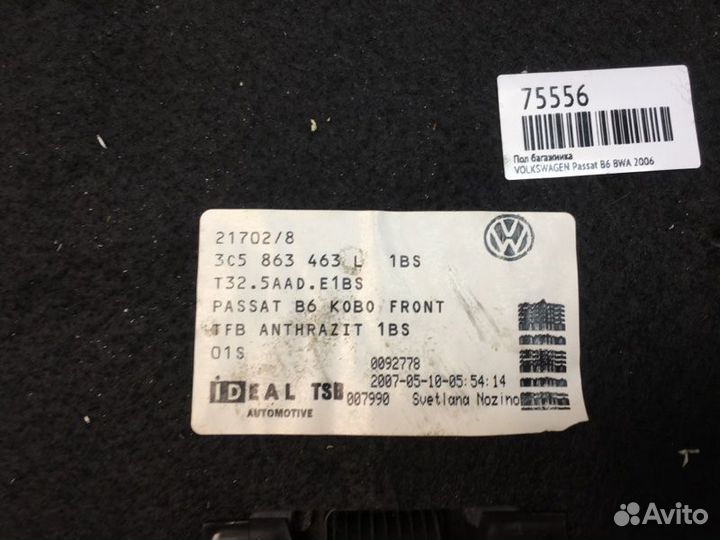 75556
Пол багажника
VOLKSWAGEN Passat B6 BWA 2006
21702/8
3C5 863 463 L 1BS
T32.5AAD.E1BS
PASSAT B6 KOBO FRONT
TFB ANTHRAZIT 1BS
01S
0092778
2007-05-10-05:54:14
IDEAL TSB 007990 Svetlana Nozino
AUTOMOTIVE
Avito